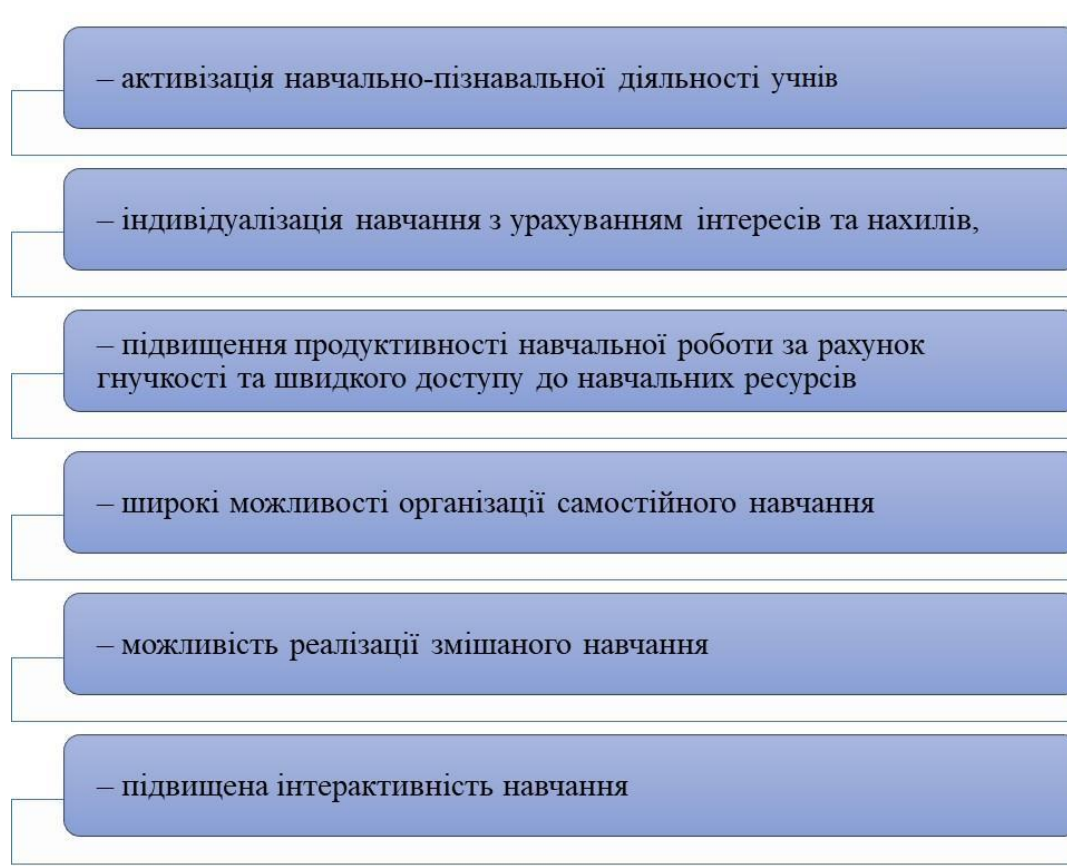 – активізація навчально-пізнавальної діяльності учнів
– індивідуалізація навчання з урахуванням інтересів та нахилів,
– підвищення продуктивності навчальної роботи за рахунок
гнучкості та швидкого доступу до навчальних ресурсів
– широкі можливості організації самостійного навчання
– можливість реалізації змішаного навчання
– підвищена інтерактивність навчання